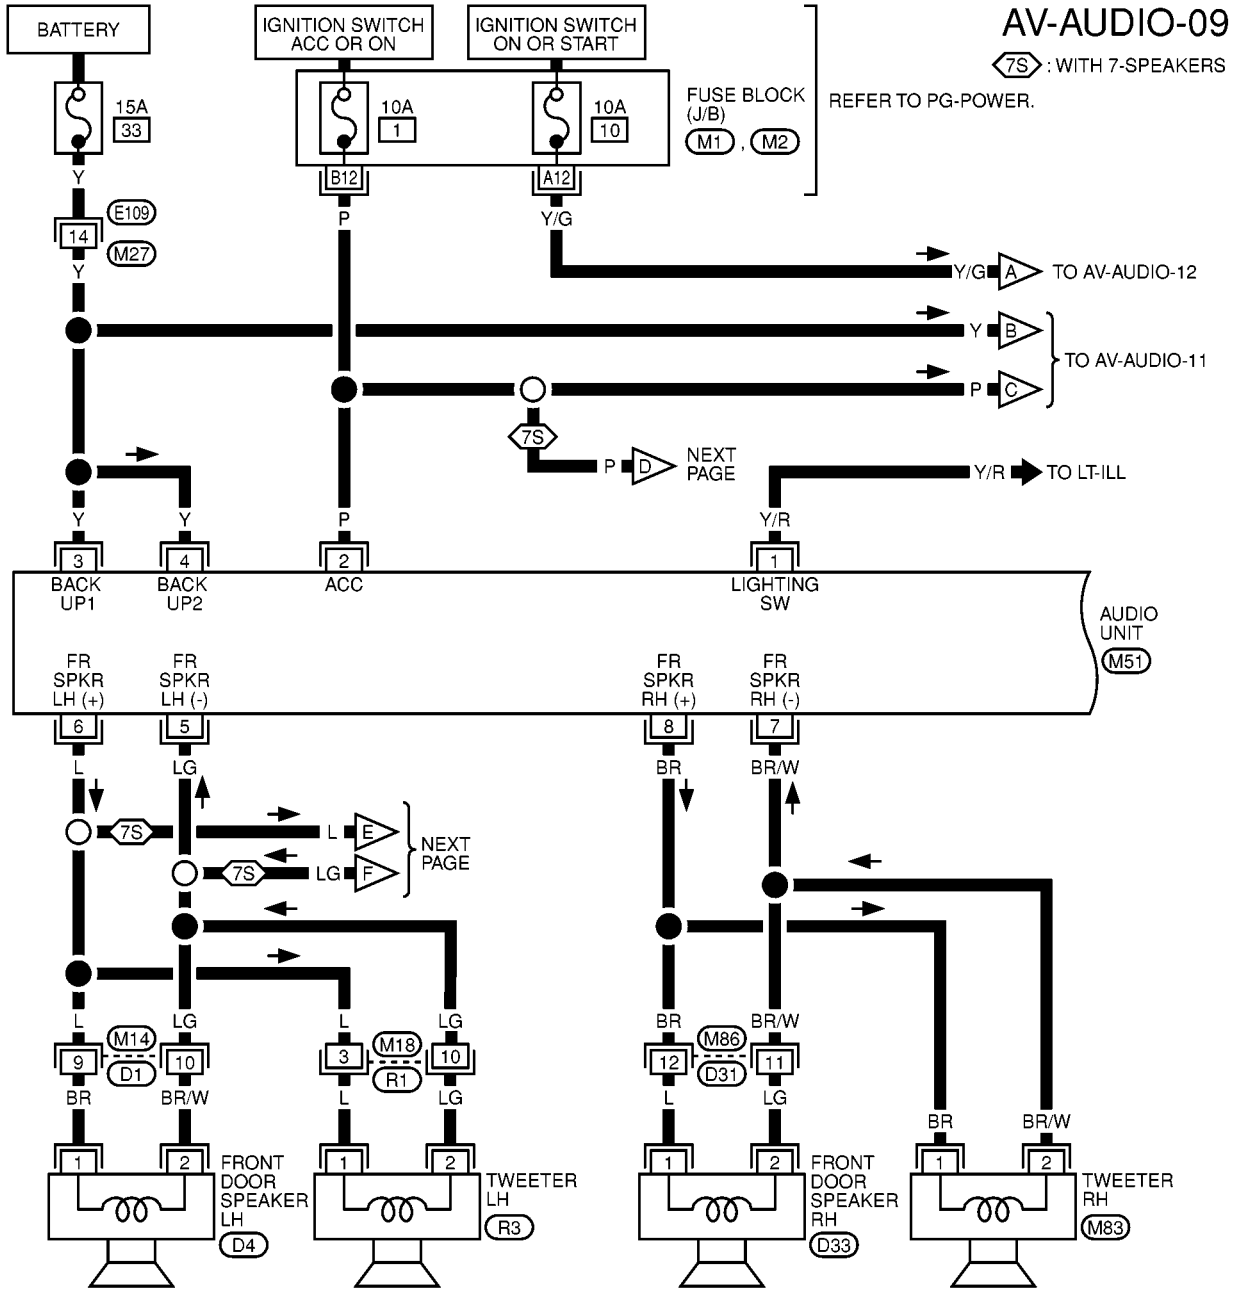 AV-AUDIO-09
7S : WITH 7-SPEAKERS
BATTERY
IGNITION SWITCH
ACC OR ON
IGNITION SWITCH
ON OR START
15A
33
10A
1
10A
10
FUSE BLOCK
(J/B)
M1 , M2
REFER TO PG-POWER.
B12
A12
Y
P
Y/G
E109
14
M27
Y
Y/G
A
TO AV-AUDIO-12
Y
B
TO AV-AUDIO-11
P
C
7S
P
D
NEXT
PAGE
Y/R
TO LT-ILL
Y
Y
P
Y/R
3
4
2
1
BACK
UP1
BACK
UP2
ACC
LIGHTING
SW
AUDIO
UNIT
M51
FR
SPKR
LH (+)
FR
SPKR
LH (-)
FR
SPKR
RH (+)
FR
SPKR
RH (-)
6
5
8
7
L
LG
BR
BR/W
7S
L
E
7S
LG
F
NEXT
PAGE
L
LG
L
LG
BR
BR/W
9
M14
D1
10
3
M18
R1
10
12
M86
D31
11
BR
BR/W
L
LG
L
LG
BR
BR/W
1
2
1
2
1
2
1
2
FRONT
DOOR
SPEAKER
LH
D4
TWEETER
LH
R3
FRONT
DOOR
SPEAKER
RH
D33
TWEETER
RH
M83